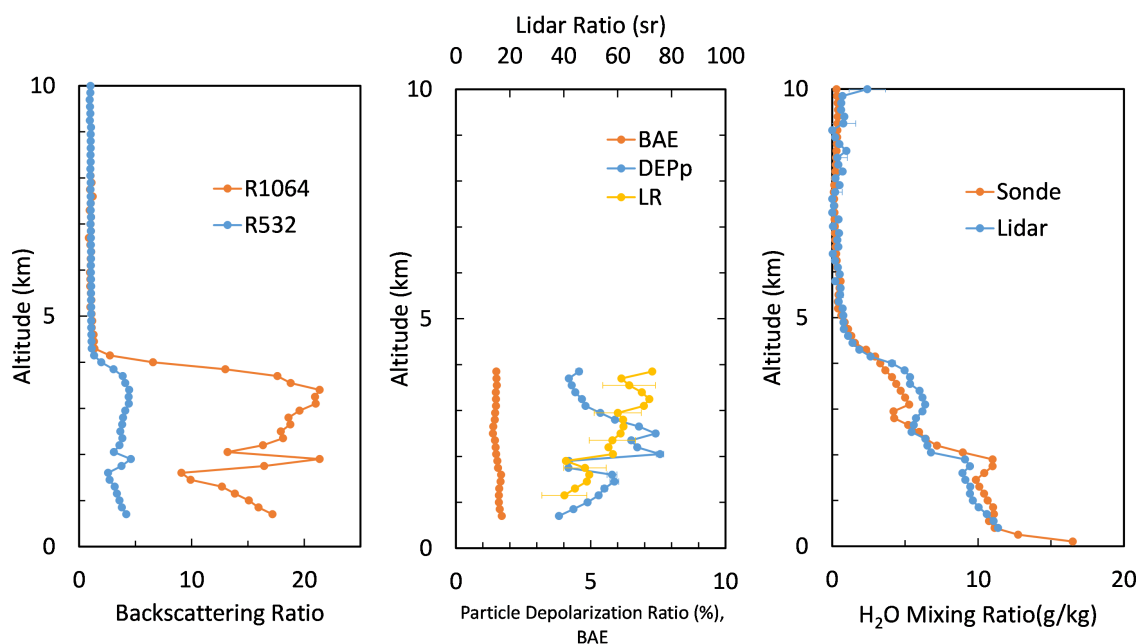 Lidar Ratio (sr)
0 20 40 60 80 100
10
5
0
Altitude (km)
R1064
R532
0 10 20
Backscattering Ratio
10
5
0
Altitude (km)
BAE
DEPp
LR
0 5 10
Particle Depolarization Ratio (%),
BAE
10
5
0
Altitude (km)
Sonde
Lidar
0 10 20
H₂O Mixing Ratio(g/kg)